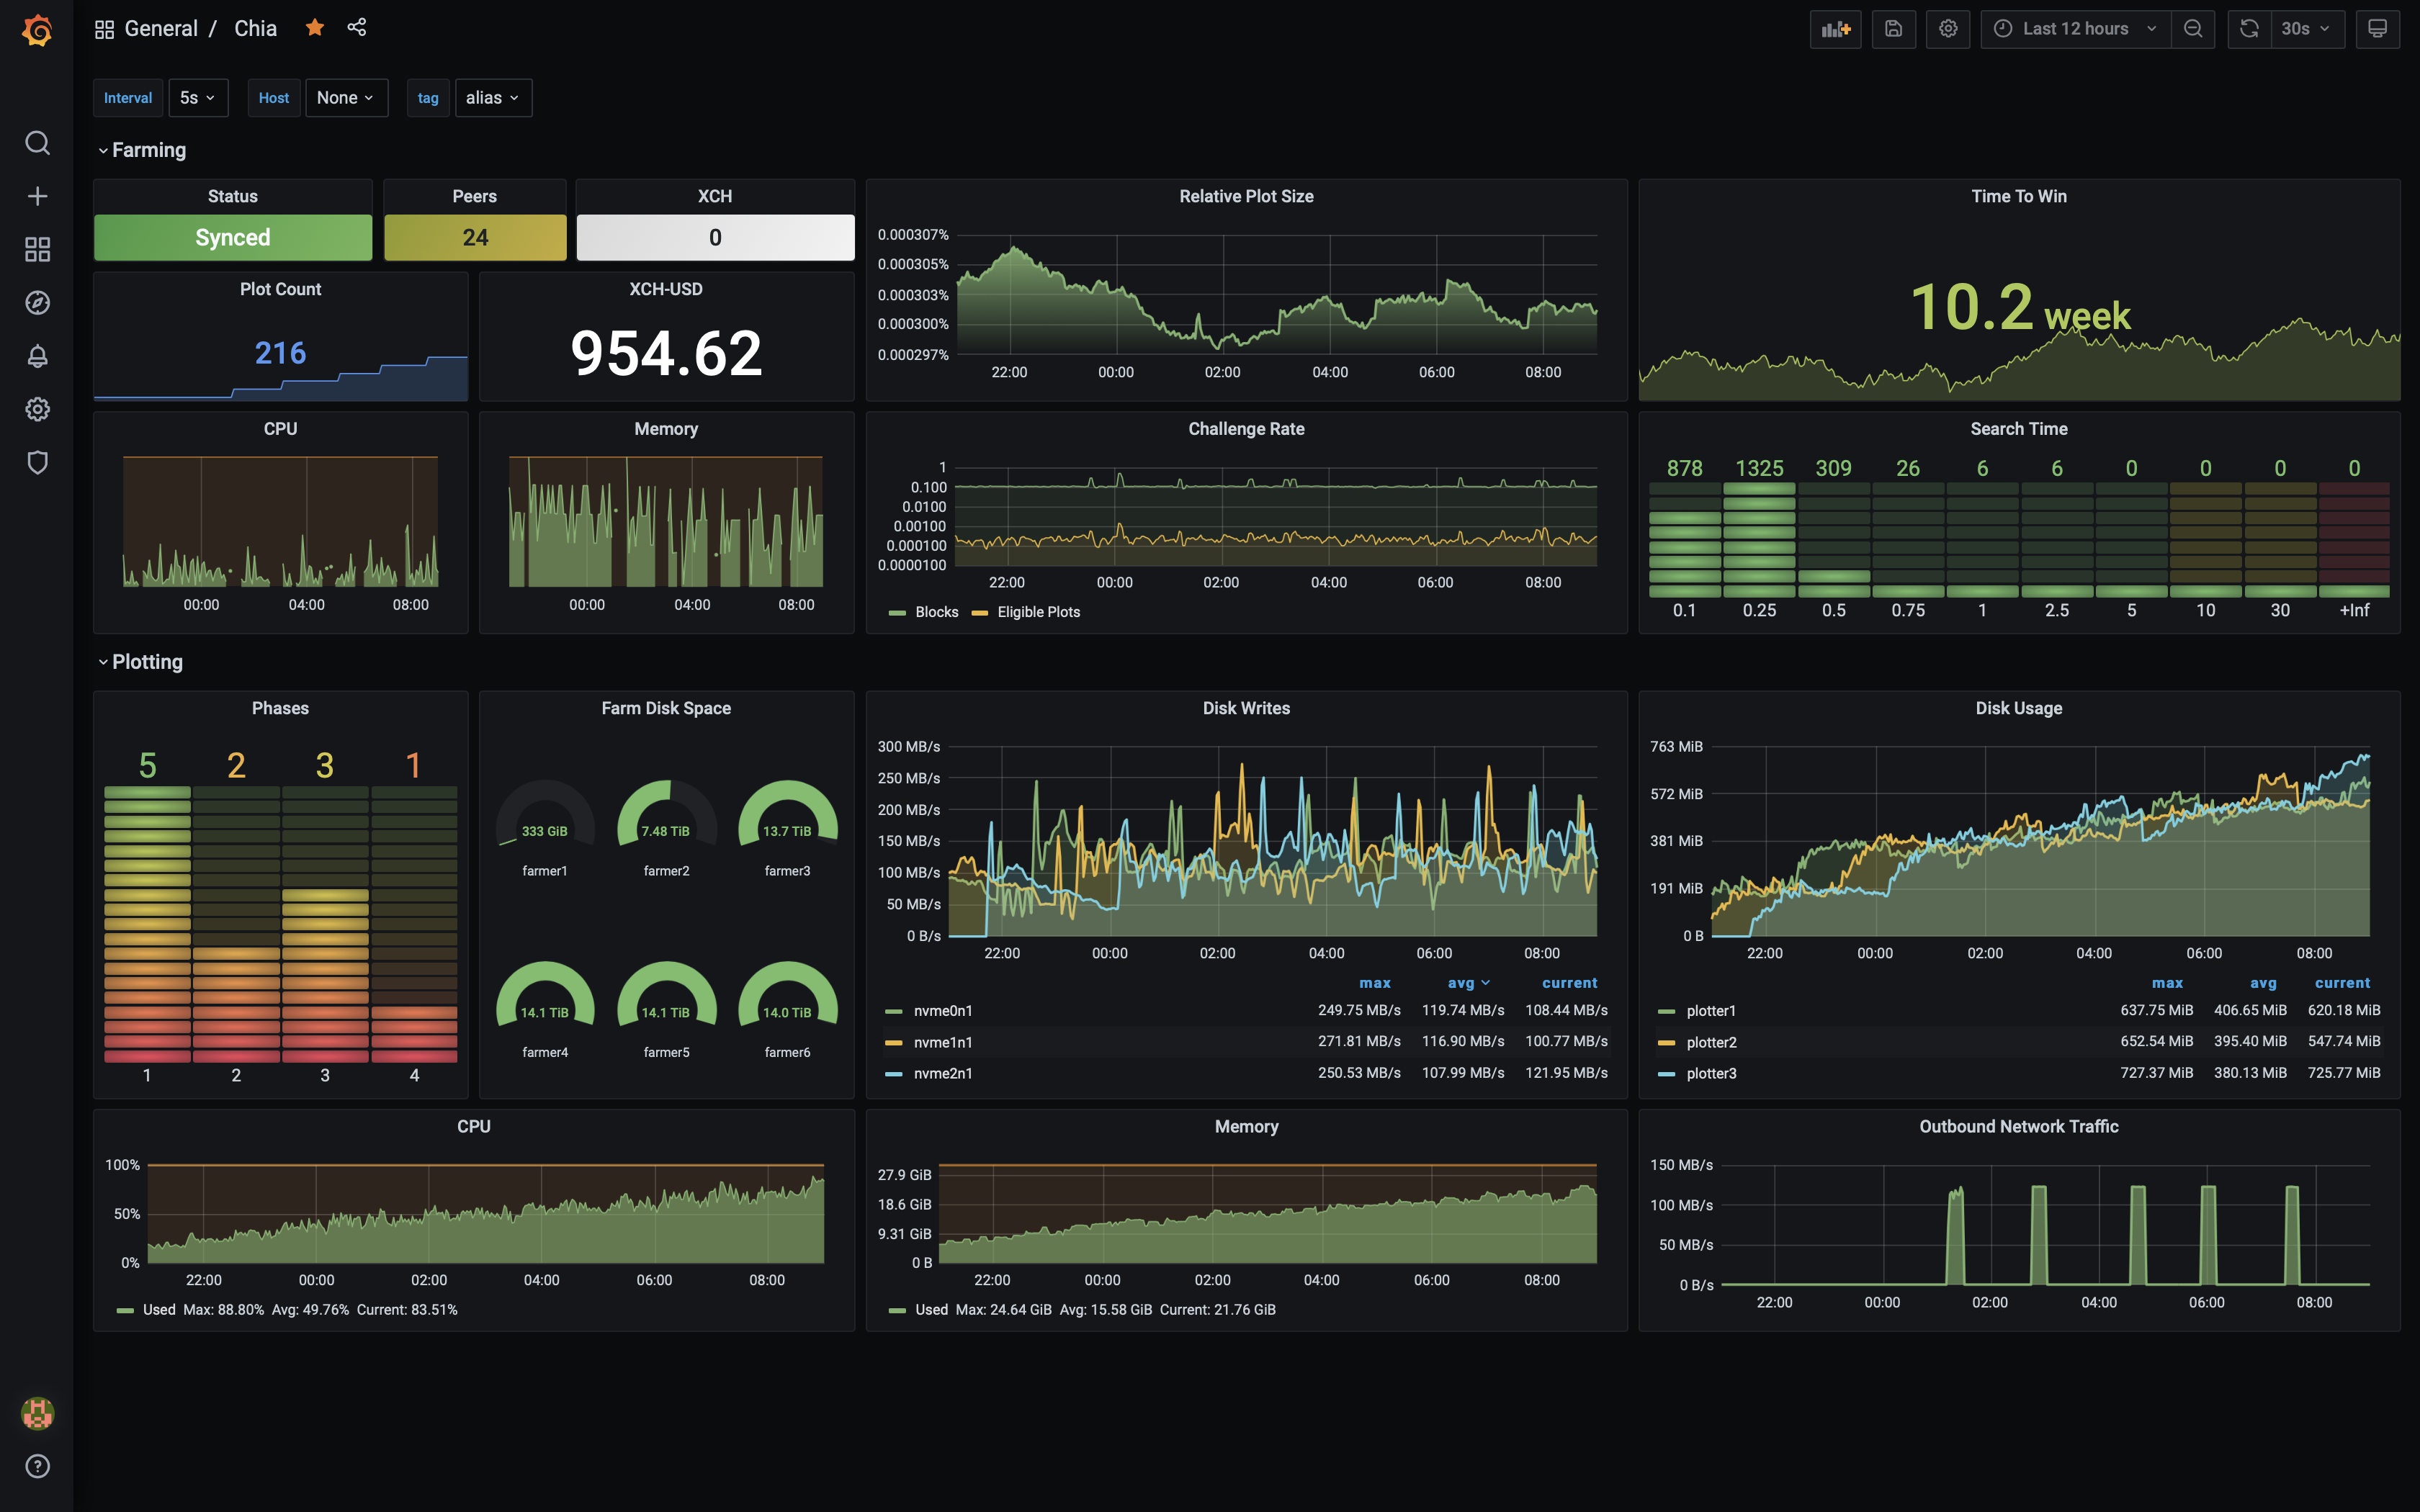 General / Chia
Last 12 hours
30s
Interval 5s Host None tag alias
Farming
Status
Synced
Peers
24
XCH
0
Plot Count
216
XCH-USD
954.62
Relative Plot Size
0.000307%
0.000305%
0.000303%
0.000300%
0.000297%
22:00 00:00 02:00 04:00 06:00 08:00
Time To Win
10.2 week
CPU
00:00 04:00 08:00
Memory
00:00 04:00 08:00
Challenge Rate
1
0.100
0.0100
0.00100
0.000100
0.0000100
22:00 00:00 02:00 04:00 06:00 08:00
Blocks Eligible Plots
Search Time
878 1325 309 26 6 6 0 0 0 0
0.1 0.25 0.5 0.75 1 2.5 5 10 30 +Inf
Plotting
Phases
5 2 3 1
1 2 3 4
Farm Disk Space
333 GiB 7.48 TiB 13.7 TiB
farmer1 farmer2 farmer3
14.1 TiB 14.1 TiB 14.0 TiB
farmer4 farmer5 farmer6
Disk Writes
300 MB/s
250 MB/s
200 MB/s
150 MB/s
100 MB/s
50 MB/s
0 B/s
22:00 00:00 02:00 04:00 06:00 08:00
max avg current
nvme0n1 249.75 MB/s 119.74 MB/s 108.44 MB/s
nvme1n1 271.81 MB/s 116.90 MB/s 100.77 MB/s
nvme2n1 250.53 MB/s 107.99 MB/s 121.95 MB/s
Disk Usage
763 MiB
572 MiB
381 MiB
191 MiB
0 B
22:00 00:00 02:00 04:00 06:00 08:00
max avg current
plotter1 637.75 MiB 406.65 MiB 620.18 MiB
plotter2 652.54 MiB 395.40 MiB 547.74 MiB
plotter3 727.37 MiB 380.13 MiB 725.77 MiB
CPU
100%
50%
0%
22:00 00:00 02:00 04:00 06:00 08:00
Used Max: 88.80% Avg: 49.76% Current: 83.51%
Memory
27.9 GiB
18.6 GiB
9.31 GiB
0 B
22:00 00:00 02:00 04:00 06:00 08:00
Used Max: 24.64 GiB Avg: 15.58 GiB Current: 21.76 GiB
Outbound Network Traffic
150 MB/s
100 MB/s
50 MB/s
0 B/s
22:00 00:00 02:00 04:00 06:00 08:00